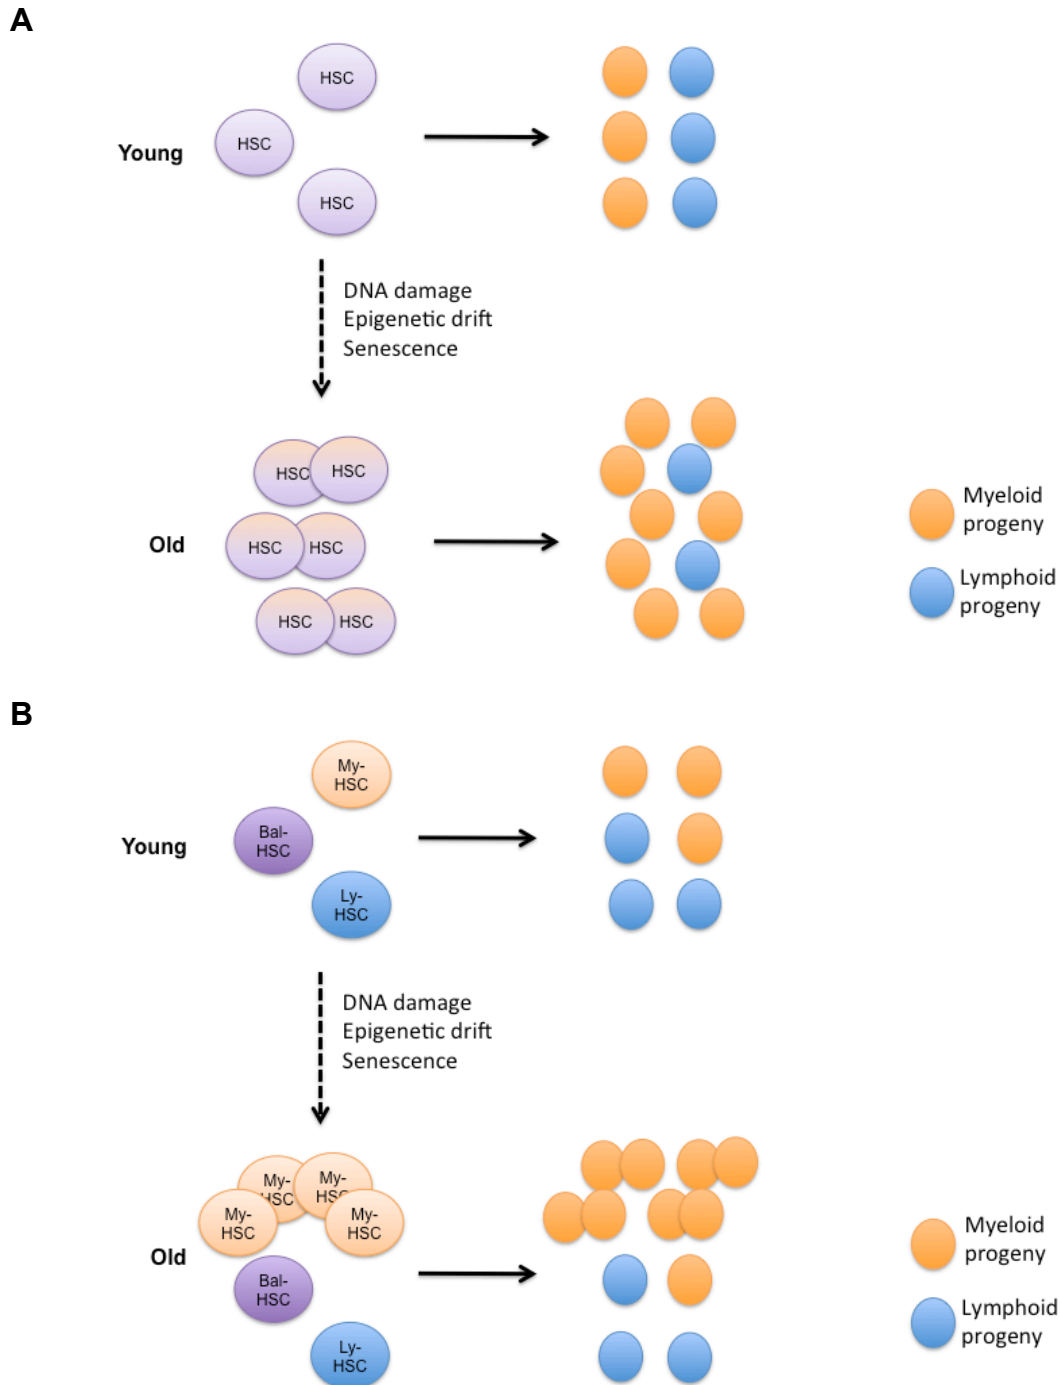 A
HSC
HSC
HSC
Young
DNA damage
Epigenetic drift
Senescence
HSC
HSC
HSC
HSC
HSC
HSC
Old
Myeloid
progeny
Lymphoid
progeny
B
My-
HSC
Bal-
HSC
Young
Ly-
HSC
DNA damage
Epigenetic drift
Senescence
My-
HSC
My-
HSC
My-
HSC
My-
HSC
Old
Bal-
HSC
Ly-
HSC
Myeloid
progeny
Lymphoid
progeny